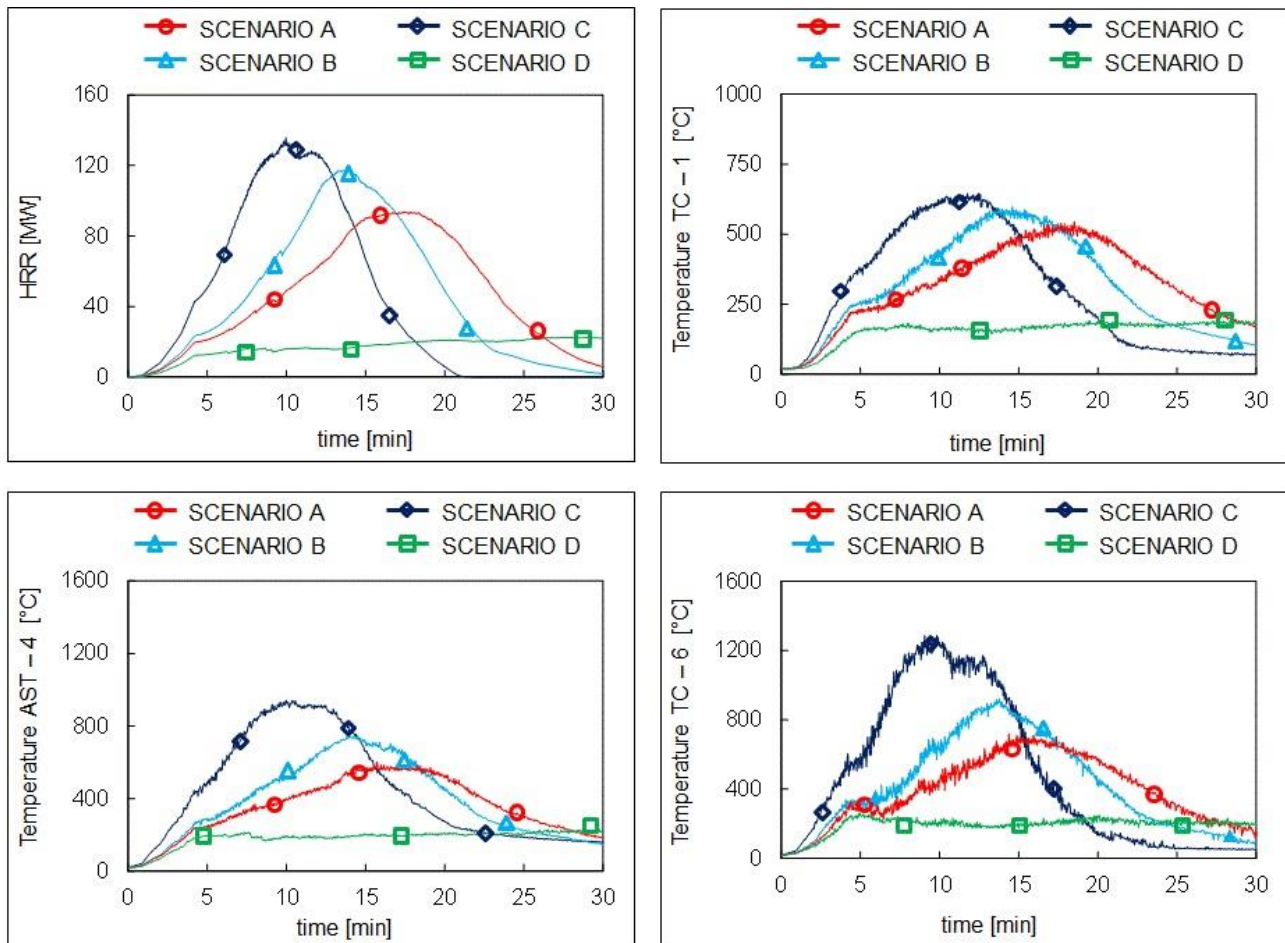 SCENARIO A SCENARIO C
SCENARIO B SCENARIO D
HRR [MW]
160
120
80
40
0
0 5 10 15 20 25 30
time [min]
SCENARIO A SCENARIO C
SCENARIO B SCENARIO D
Temperature TC – 1 [°C]
1000
750
500
250
0
0 5 10 15 20 25 30
time [min]
SCENARIO A SCENARIO C
SCENARIO B SCENARIO D
Temperature AST – 4 [°C]
1600
1200
800
400
0
0 5 10 15 20 25 30
time [min]
SCENARIO A SCENARIO C
SCENARIO B SCENARIO D
Temperature TC – 6 [°C]
1600
1200
800
400
0
0 5 10 15 20 25 30
time [min]